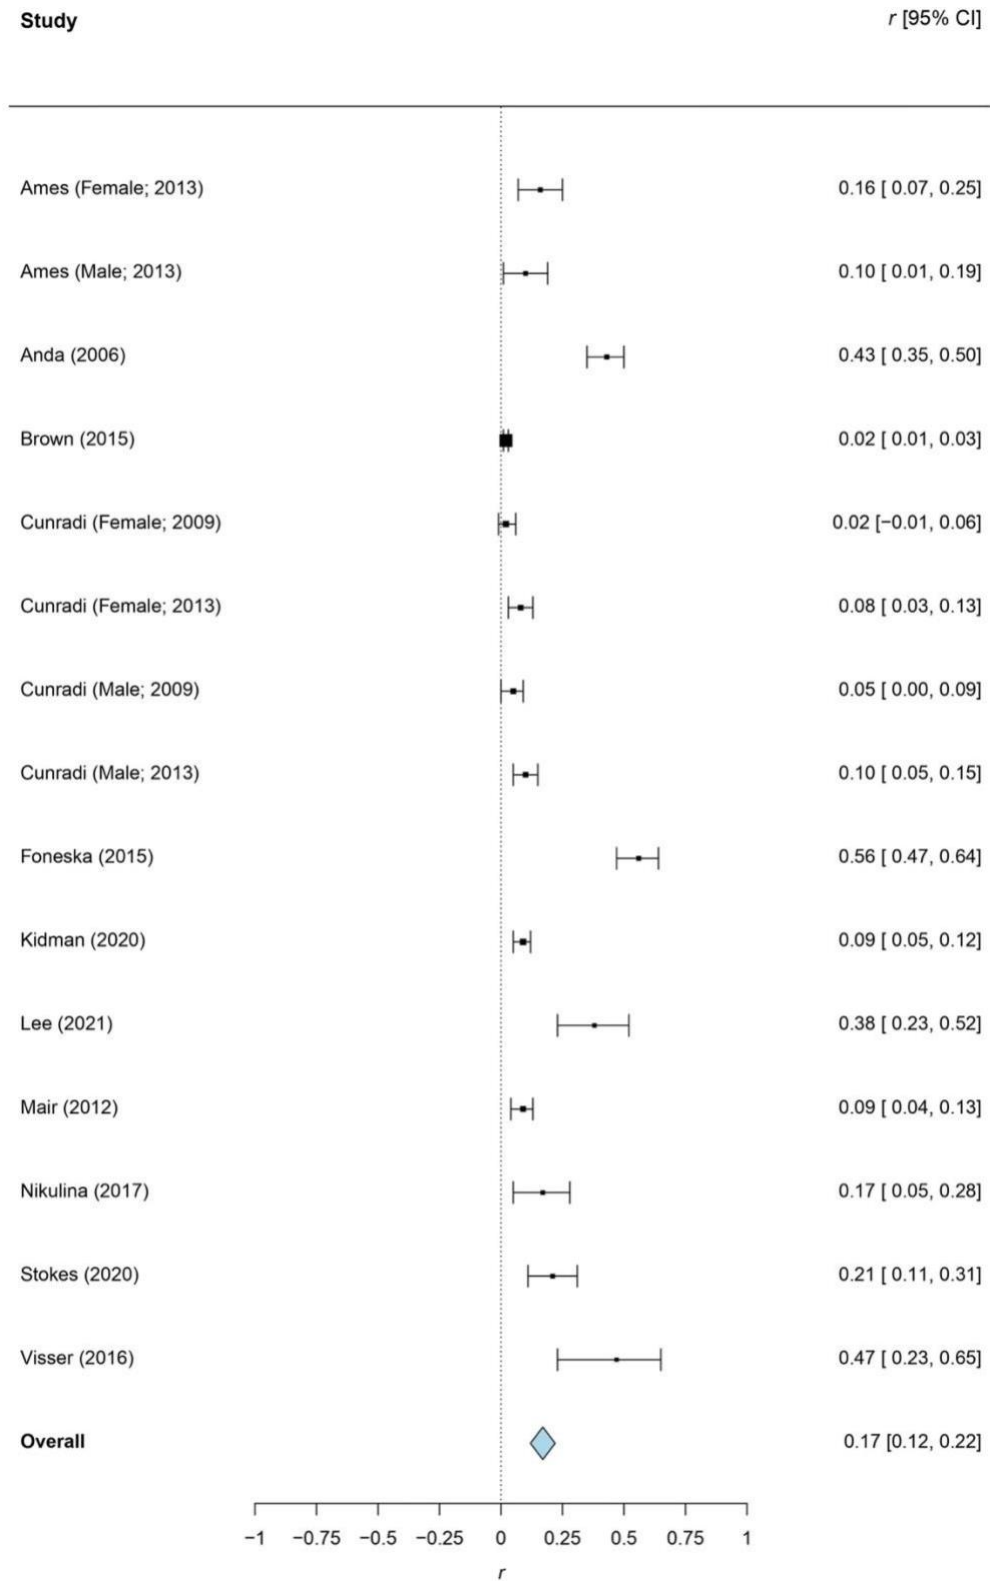 Study r [95% CI]
Ames (Female; 2013) 0.16 [ 0.07, 0.25]
Ames (Male; 2013) 0.10 [ 0.01, 0.19]
Anda (2006) 0.43 [ 0.35, 0.50]
Brown (2015) 0.02 [ 0.01, 0.03]
Cunradi (Female; 2009) 0.02 [−0.01, 0.06]
Cunradi (Female; 2013) 0.08 [ 0.03, 0.13]
Cunradi (Male; 2009) 0.05 [ 0.00, 0.09]
Cunradi (Male; 2013) 0.10 [ 0.05, 0.15]
Foneska (2015) 0.56 [ 0.47, 0.64]
Kidman (2020) 0.09 [ 0.05, 0.12]
Lee (2021) 0.38 [ 0.23, 0.52]
Mair (2012) 0.09 [ 0.04, 0.13]
Nikulina (2017) 0.17 [ 0.05, 0.28]
Stokes (2020) 0.21 [ 0.11, 0.31]
Visser (2016) 0.47 [ 0.23, 0.65]
Overall 0.17 [0.12, 0.22]
−1 −0.75 −0.5 −0.25 0 0.25 0.5 0.75 1
r